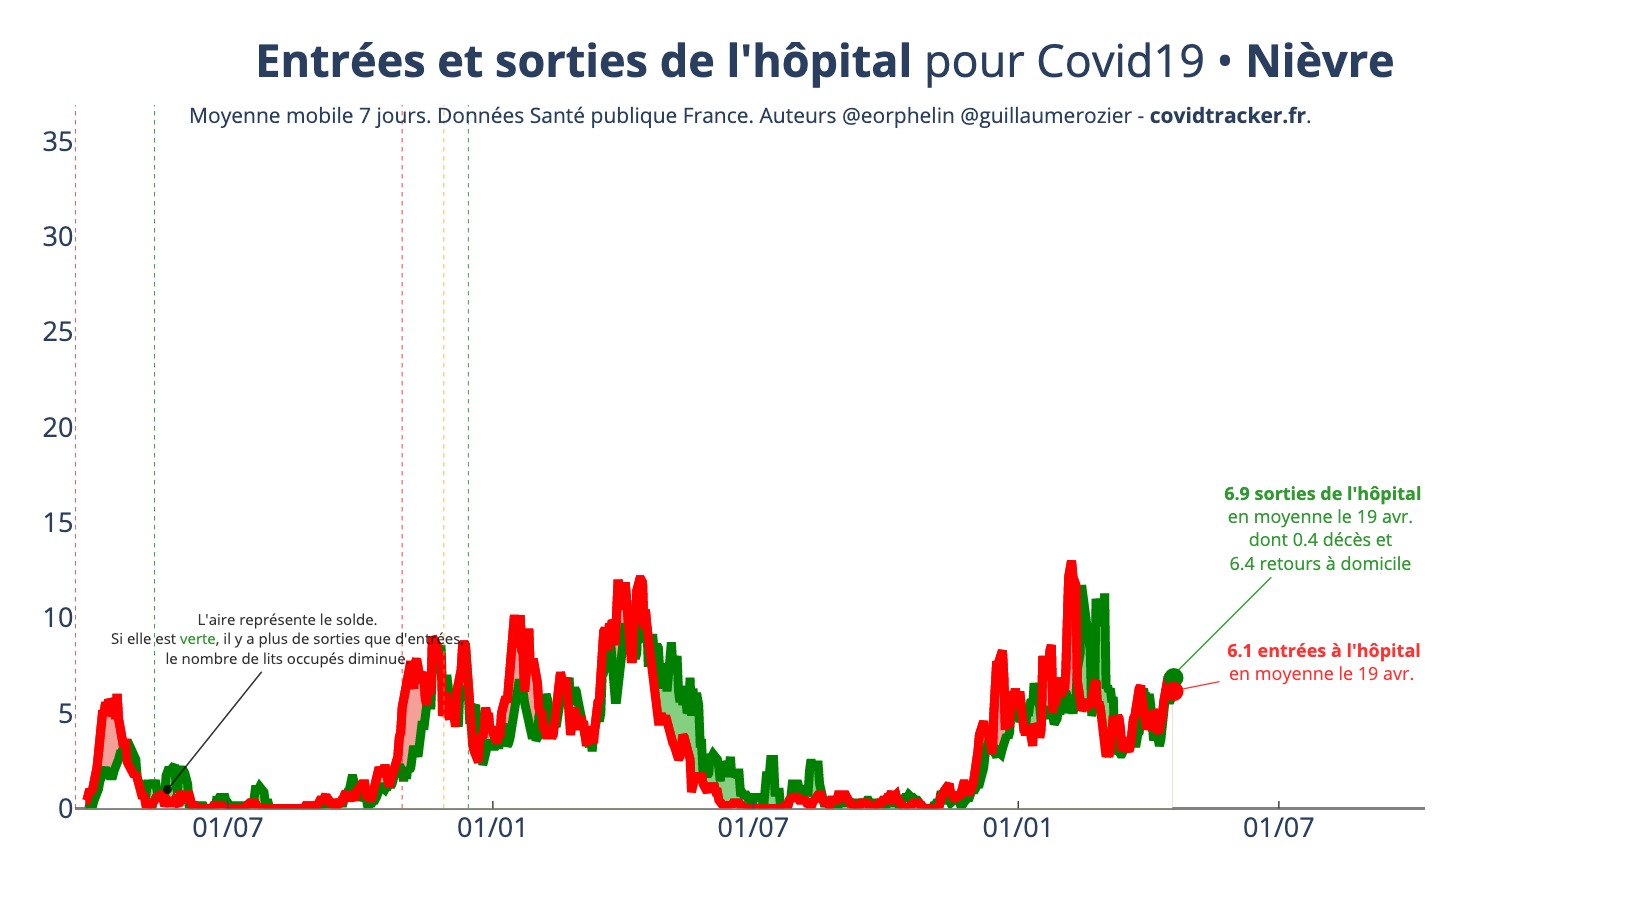 Entrées et sorties de l'hôpital pour Covid19 • Nièvre
Moyenne mobile 7 jours. Données Santé publique France. Auteurs @eorphelin @guillaumerozier - covidtracker.fr.
35
30
25
20
15
10
5
0
L'aire représente le solde.
Si elle est verte, il y a plus de sorties que d'entrées,
le nombre de lits occupés diminue.
6.9 sorties de l'hôpital
en moyenne le 19 avr.
dont 0.4 décès et
6.4 retours à domicile
6.1 entrées à l'hôpital
en moyenne le 19 avr.
01/07
01/01
01/07
01/01
01/07